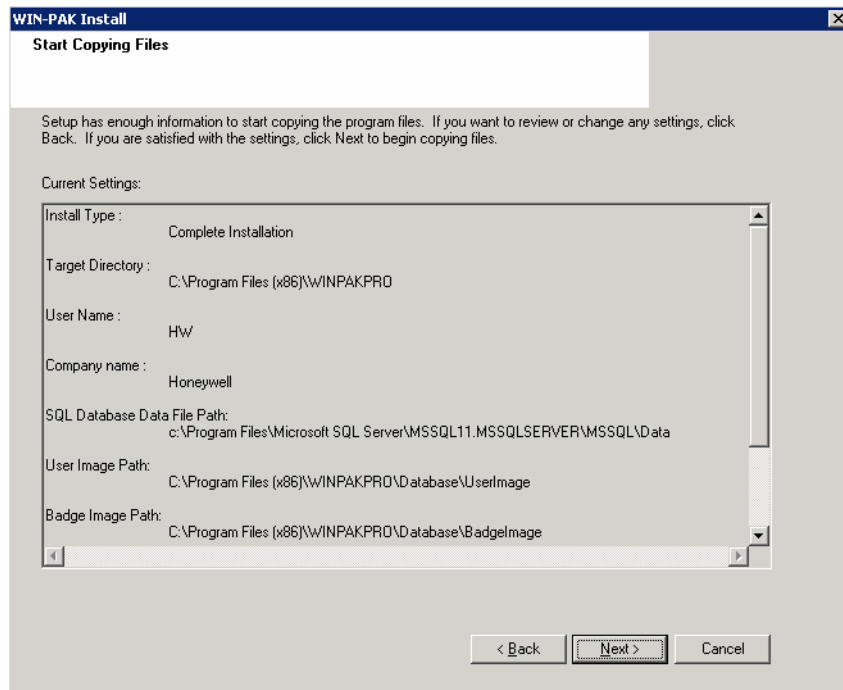 WIN-PAK Install
Start Copying Files
Setup has enough information to start copying the program files.  If you want to review or change any settings, click
Back.  If you are satisfied with the settings, click Next to begin copying files.
Current Settings:
Install Type :
Complete Installation
Target Directory :
C:\Program Files (x86)\WINPAKPRO
User Name :
HW
Company name :
Honeywell
SQL Database Data File Path:
c:\Program Files\Microsoft SQL Server\MSSQL11.MSSQLSERVER\MSSQL\Data
User Image Path:
C:\Program Files (x86)\WINPAKPRO\Database\UserImage
Badge Image Path:
C:\Program Files (x86)\WINPAKPRO\Database\BadgeImage
< Back
Next >
Cancel